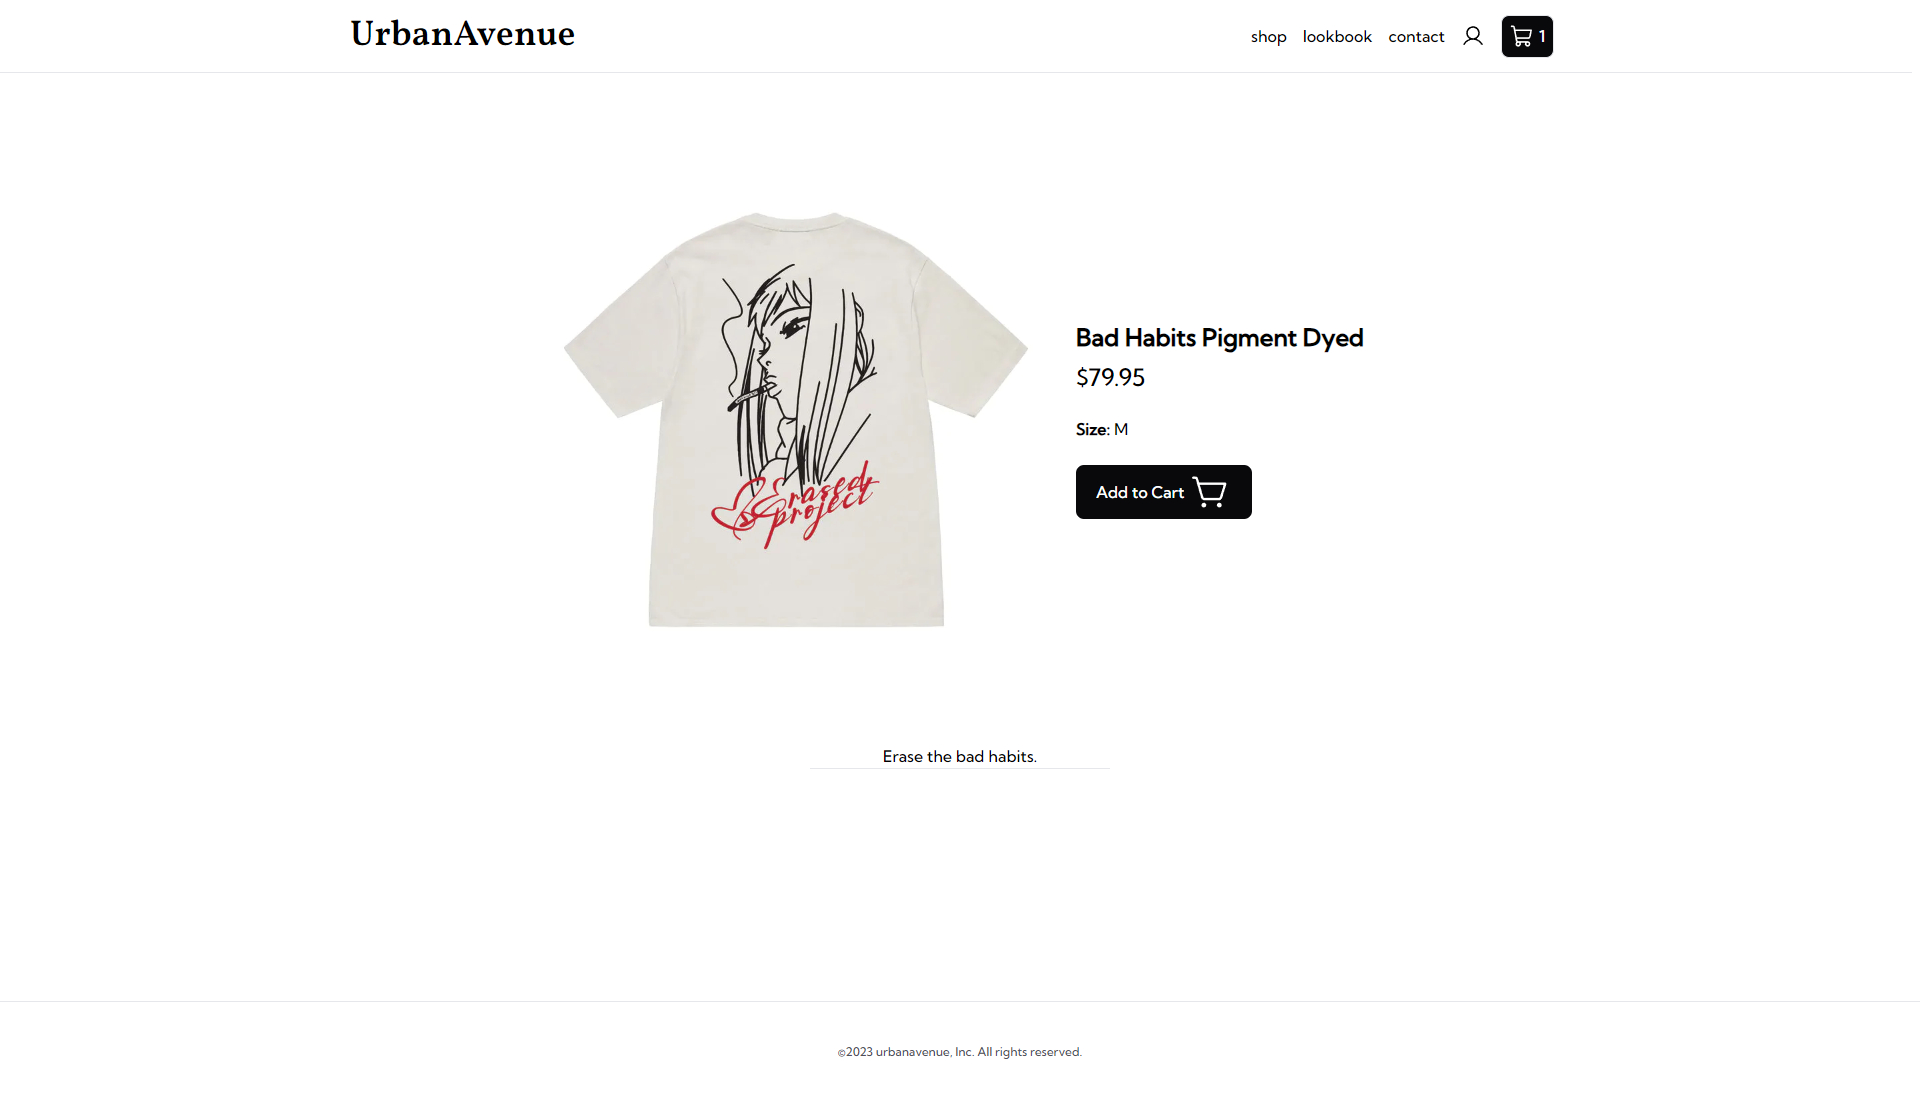 UrbanAvenue
shop lookbook contact 1
Erased
project
Bad Habits Pigment Dyed
$79.95
Size: M
Add to Cart
Erase the bad habits.
©2023 urbanavenue, Inc. All rights reserved.